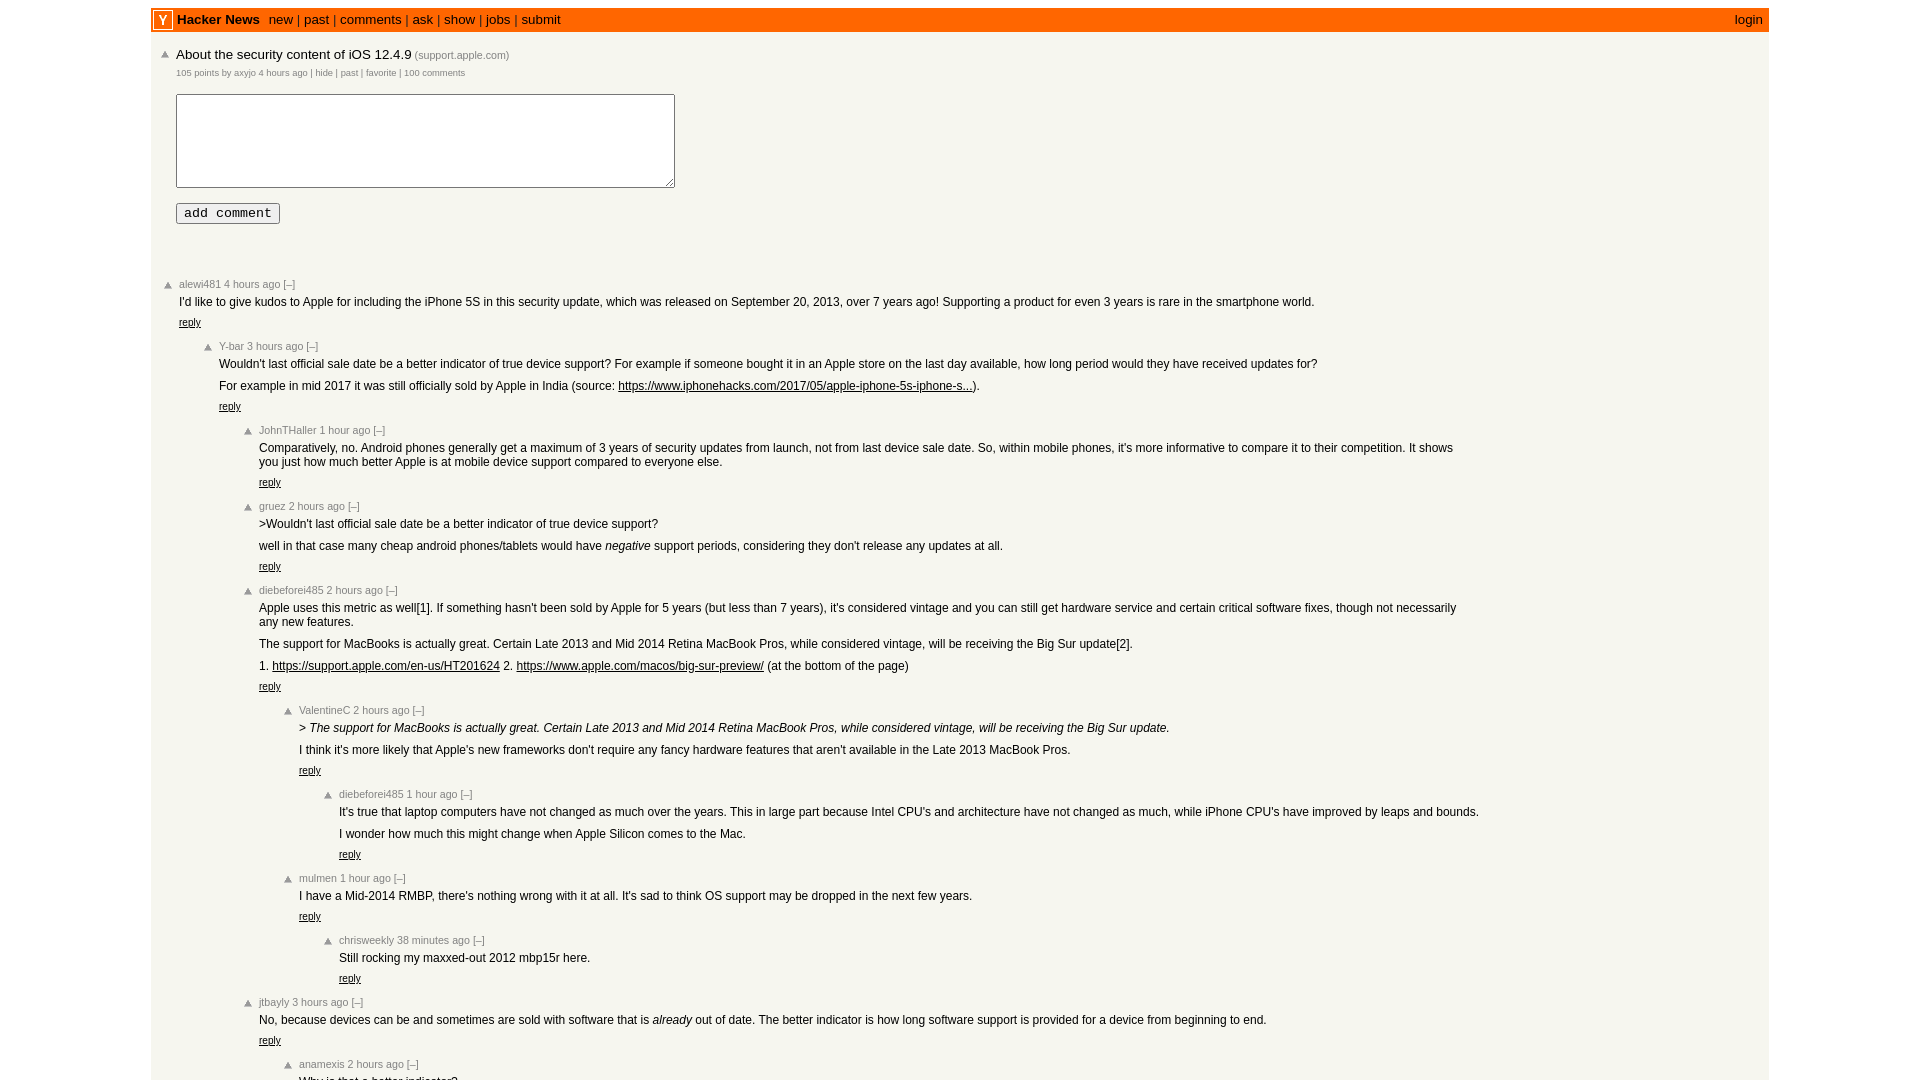 Y Hacker News new | past | comments | ask | show | jobs | submit login
About the security content of iOS 12.4.9 (support.apple.com)
105 points by axyjo 4 hours ago | hide | past | favorite | 100 comments
add comment
alewi481 4 hours ago [–]
I'd like to give kudos to Apple for including the iPhone 5S in this security update, which was released on September 20, 2013, over 7 years ago! Supporting a product for even 3 years is rare in the smartphone world.
reply
Y-bar 3 hours ago [–]
Wouldn't last official sale date be a better indicator of true device support? For example if someone bought it in an Apple store on the last day available, how long period would they have received updates for?
For example in mid 2017 it was still officially sold by Apple in India (source: https://www.iphonehacks.com/2017/05/apple-iphone-5s-iphone-s...).
reply
JohnTHaller 1 hour ago [–]
Comparatively, no. Android phones generally get a maximum of 3 years of security updates from launch, not from last device sale date. So, within mobile phones, it's more informative to compare it to their competition. It shows
you just how much better Apple is at mobile device support compared to everyone else.
reply
gruez 2 hours ago [–]
>Wouldn't last official sale date be a better indicator of true device support?
well in that case many cheap android phones/tablets would have negative support periods, considering they don't release any updates at all.
reply
diebeforei485 2 hours ago [–]
Apple uses this metric as well[1]. If something hasn't been sold by Apple for 5 years (but less than 7 years), it's considered vintage and you can still get hardware service and certain critical software fixes, though not necessarily
any new features.
The support for MacBooks is actually great. Certain Late 2013 and Mid 2014 Retina MacBook Pros, while considered vintage, will be receiving the Big Sur update[2].
1. https://support.apple.com/en-us/HT201624 2. https://www.apple.com/macos/big-sur-preview/ (at the bottom of the page)
reply
ValentineC 2 hours ago [–]
> The support for MacBooks is actually great. Certain Late 2013 and Mid 2014 Retina MacBook Pros, while considered vintage, will be receiving the Big Sur update.
I think it's more likely that Apple's new frameworks don't require any fancy hardware features that aren't available in the Late 2013 MacBook Pros.
reply
diebeforei485 1 hour ago [–]
It's true that laptop computers have not changed as much over the years. This in large part because Intel CPU's and architecture have not changed as much, while iPhone CPU's have improved by leaps and bounds.
I wonder how much this might change when Apple Silicon comes to the Mac.
reply
mulmen 1 hour ago [–]
I have a Mid-2014 RMBP, there's nothing wrong with it at all. It's sad to think OS support may be dropped in the next few years.
reply
chrisweekly 38 minutes ago [–]
Still rocking my maxxed-out 2012 mbp15r here.
reply
jtbayly 3 hours ago [–]
No, because devices can be and sometimes are sold with software that is already out of date. The better indicator is how long software support is provided for a device from beginning to end.
reply
anamexis 2 hours ago [–]
Why is that a better indicator?